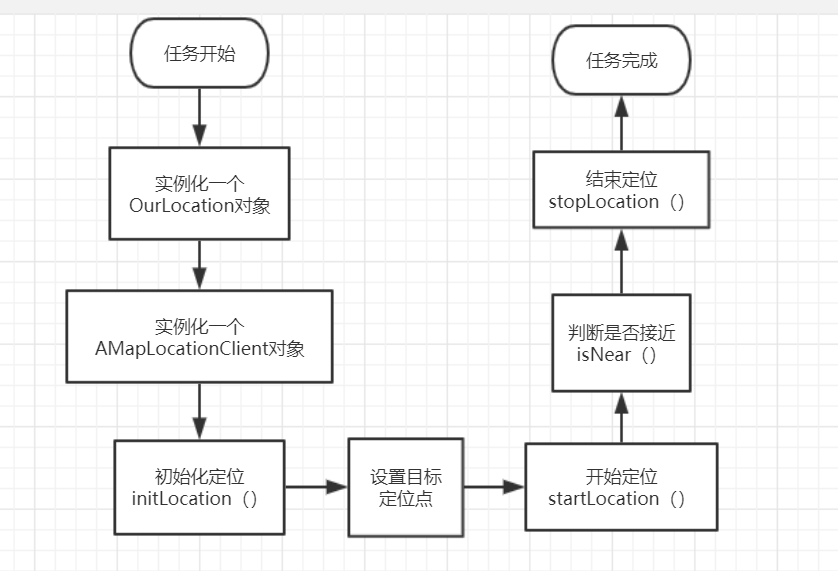 任务开始
实例化一个
OurLocation对象
实例化一个
AMapLocationClient对象
初始化定位
initLocation（）
设置目标
定位点
开始定位
startLocation（）
判断是否接近
isNear（）
结束定位
stopLocation（）
任务完成